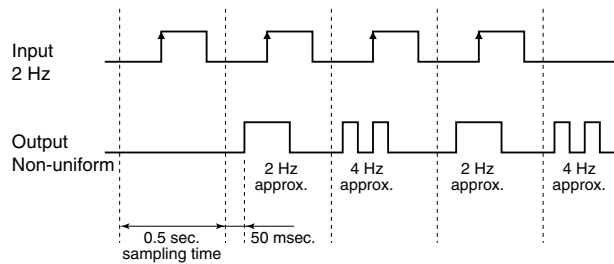 Input
2 Hz
Output
Non-uniform
2 Hz
approx.
4 Hz
approx.
2 Hz
approx.
4 Hz
approx.
0.5 sec.
sampling time
50 msec.